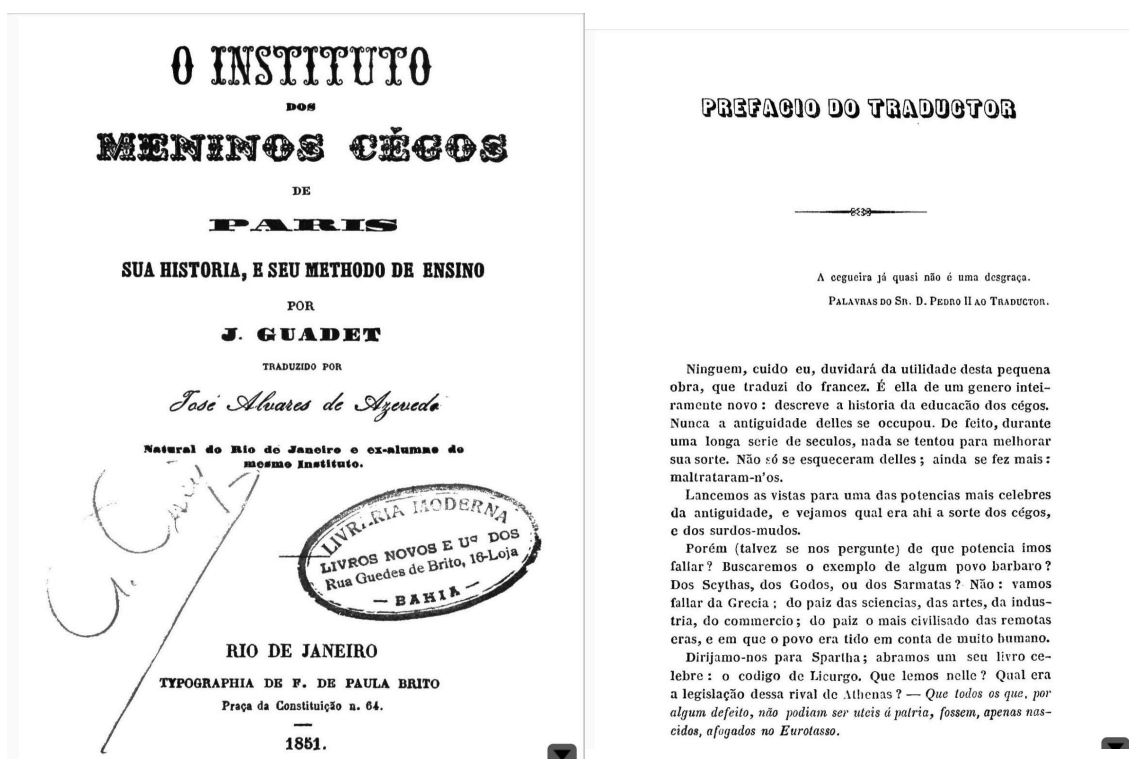 O INSTITUTO
DOS
MENINOS CÉGOS
DE
PARIS
SUA HISTORIA, E SEU METHODO DE ENSINO
POR
J. GUADET
TRADUZIDO POR
José Alvares de Azevedo
Natural do Rio de Janeiro e ex-alumno do
mesmo Instituto.
LIVRARIA MODERNA
LIVROS NOVOS E Uᵒˢ DOS
Rua Guedes de Brito, 16-Loja
— BAHIA —
RIO DE JANEIRO
TYPOGRAPHIA DE F. DE PAULA BRITO
Praça da Constituição n. 64.
1851.
PREFACIO DO TRADUCTOR
A cegueira já quasi não é uma desgraça.
PALAVRAS DO SR. D. PEDRO II AO TRADUCTOR.
Ninguem, cuido eu, duvidará da utilidade desta pequena
obra, que traduzi do francez. É ella de um genero intei-
ramente novo : descreve a historia da educacão dos cégos.
Nunca a antiguidade delles se occupou. De feito, durante
uma longa serie de seculos, nada se tentou para melhorar
sua sorte. Não só se esqueceram delles ; ainda se fez mais :
maltrataram-n'os.
Lancemos as vistas para uma das potencias mais celebres
da antiguidade, e vejamos qual era ahi a sorte dos cégos,
e dos surdos-mudos.
Porém (talvez se nos pergunte) de que potencia imos
fallar ? Buscaremos o exemplo de algum povo barbaro ?
Dos Scythas, dos Godos, ou dos Sarmatas ? Não : vamos
fallar da Grecia ; do paiz das sciencias, das artes, da indus-
tria, do commercio ; do paiz o mais civilisado das remotas
eras, e em que o povo era tido em conta de muito humano.
Dirijamo-nos para Spartha ; abramos um seu livro ce-
lebre : o codigo de Licurgo. Que lemos nelle ? Qual era
a legislação dessa rival de Athenas ? — Que todos os que, por
algum defeito, não podiam ser uteis á patria, fossem, apenas nas-
cidos, afogados no Eurotasso.